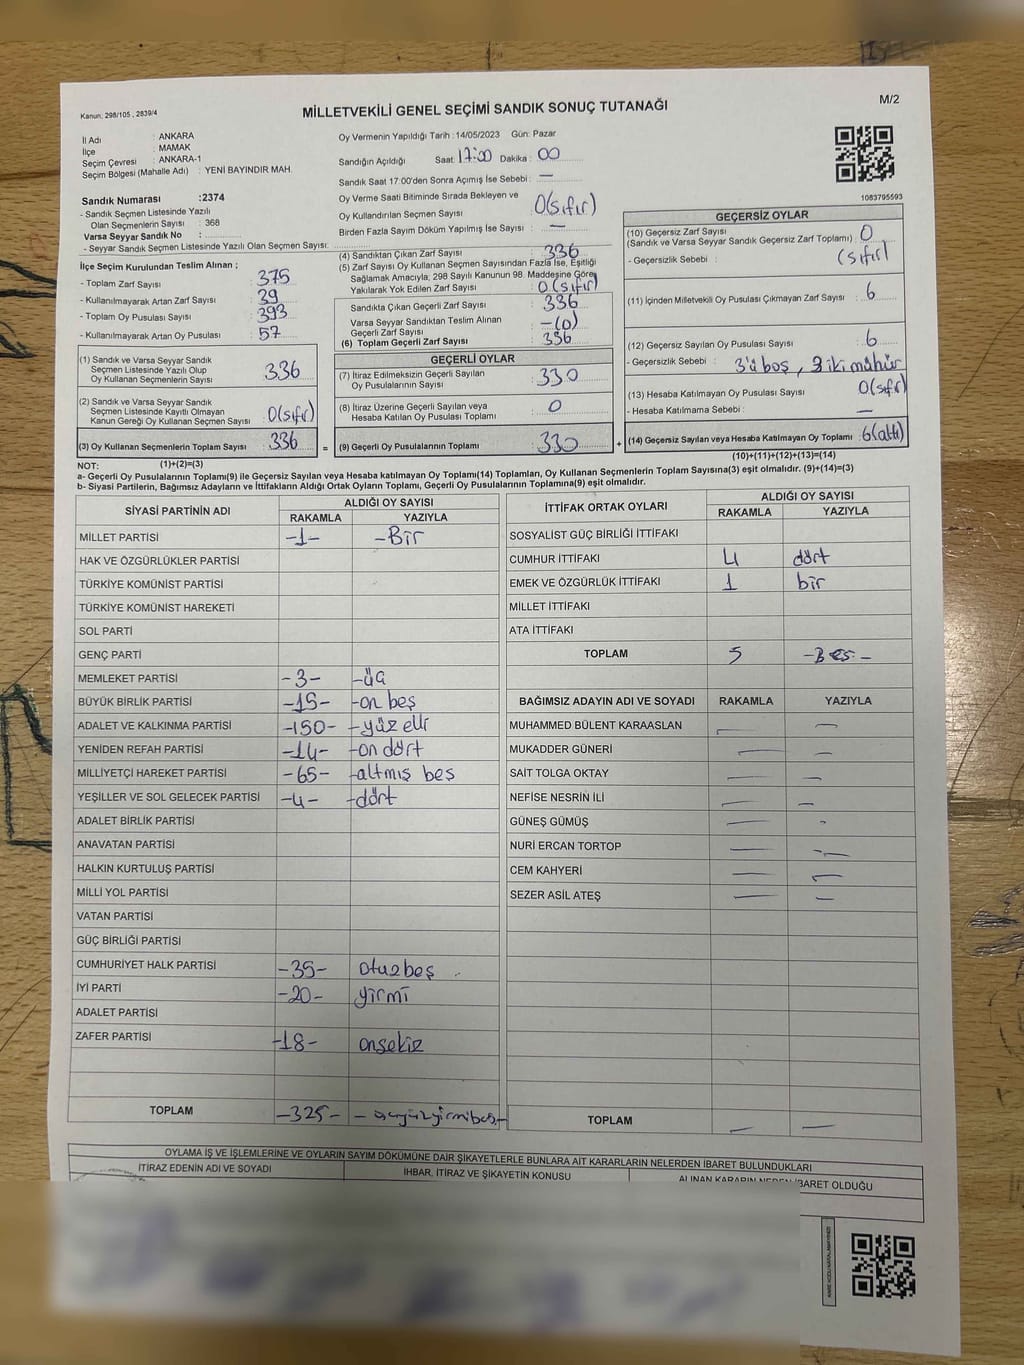 Kanun; 298/105 , 2839/4
MİLLETVEKİLİ GENEL SEÇİMİ SANDIK SONUÇ TUTANAĞI
M/2
İl Adı : ANKARA
İlçe : MAMAK
Seçim Çevresi : ANKARA-1
Seçim Bölgesi (Mahalle Adı) : YENİ BAYINDIR MAH.
Oy Vermenin Yapıldığı Tarih :14/05/2023 Gün: Pazar
Sandığın Açıldığı Saat: 17:00 Dakika : 00
Sandık Saat 17:00'den Sonra Açımış İse Sebebi : —
Oy Verme Saati Bitiminde Sırada Bekleyen ve
Oy Kullandırılan Seçmen Sayısı : 0(sıfır)
Birden Fazla Sayım Döküm Yapılmış İse Sayısı : —
1083795593
Sandık Numarası :2374
- Sandık Seçmen Listesinde Yazılı
Olan Seçmenlerin Sayısı : 368
Varsa Seyyar Sandık No :
- Seyyar Sandık Seçmen Listesinde Yazılı Olan Seçmen Sayısı:
İlçe Seçim Kurulundan Teslim Alınan ;
- Toplam Zarf Sayısı : 375
- Kullanılmayarak Artan Zarf Sayısı : 39
- Toplam Oy Pusulası Sayısı : 393
- Kullanılmayarak Artan Oy Pusulası : 57
(1) Sandık ve Varsa Seyyar Sandık
Seçmen Listesinde Yazılı Olup
Oy Kullanan Seçmenlerin Sayısı 336
(2) Sandık ve Varsa Seyyar Sandık
Seçmen Listesinde Kayıtlı Olmayan
Kanun Gereği Oy Kullanan Seçmen Sayısı 0(sıfır)
(3) Oy Kullanan Seçmenlerin Toplam Sayısı 336 =
(4) Sandıktan Çıkan Zarf Sayısı : 336
(5) Zarf Sayısı Oy Kullanan Seçmen Sayısından Fazla İse, Eşitliği
Sağlamak Amacıyla, 298 Sayılı Kanunun 98. Maddesine Göre
Yakılarak Yok Edilen Zarf Sayısı : 0(sıfır)
Sandıkta Çıkan Geçerli Zarf Sayısı : 336
Varsa Seyyar Sandıktan Teslim Alınan
Geçerli Zarf Sayısı : -(0)
(6) Toplam Geçerli Zarf Sayısı : 336
GEÇERLİ OYLAR
(7) İtiraz Edilmeksizin Geçerli Sayılan
Oy Pusulalarının Sayısı : 330
(8) İtiraz Üzerine Geçerli Sayılan veya
Hesaba Katılan Oy Pusulası Toplamı : 0
(9) Geçerli Oy Pusulalarının Toplamı : 330 +
GEÇERSİZ OYLAR
(10) Geçersiz Zarf Sayısı
(Sandık ve Varsa Seyyar Sandık Geçersiz Zarf Toplamı) : 0
- Geçersizlik Sebebi : (sıfır)
(11) İçinden Milletvekili Oy Pusulası Çıkmayan Zarf Sayısı : 6
(12) Geçersiz Sayılan Oy Pusulası Sayısı : 6
- Geçersizlik Sebebi : 3'ü boş, 3 iki mühür
(13) Hesaba Katılmayan Oy Pusulası Sayısı : 0(sıfır)
- Hesaba Katılmama Sebebi : —
(14) Geçersiz Sayılan veya Hesaba Katılmayan Oy Toplamı : 6(altı)
NOT: (1)+(2)=(3)
(10)+(11)+(12)+(13)=(14)
a- Geçerli Oy Pusulalarının Toplamı(9) ile Geçersiz Sayılan veya Hesaba katılmayan Oy Toplamı(14) Toplamları, Oy Kullanan Seçmenlerin Toplam Sayısına(3) eşit olmalıdır. (9)+(14)=(3)
b- Siyasi Partilerin, Bağımsız Adayların ve İttifakların Aldığı Ortak Oyların Toplamı, Geçerli Oy Pusulalarının Toplamına(9) eşit olmalıdır.
SİYASİ PARTİNİN ADI ALDIĞI OY SAYISI
RAKAMLA YAZIYLA
MİLLET PARTİSİ -1- -Bir
HAK VE ÖZGÜRLÜKLER PARTİSİ
TÜRKİYE KOMÜNİST PARTİSİ
TÜRKİYE KOMÜNİST HAREKETİ
SOL PARTİ
GENÇ PARTİ
MEMLEKET PARTİSİ -3- -üç
BÜYÜK BİRLİK PARTİSİ -15- -on beş
ADALET VE KALKINMA PARTİSİ -150- -yüz elli
YENİDEN REFAH PARTİSİ -14- -on dört
MİLLİYETÇİ HAREKET PARTİSİ -65- -altmış beş
YEŞİLLER VE SOL GELECEK PARTİSİ -4- -dört
ADALET BİRLİK PARTİSİ
ANAVATAN PARTİSİ
HALKIN KURTULUŞ PARTİSİ
MİLLİ YOL PARTİSİ
VATAN PARTİSİ
GÜÇ BİRLİĞİ PARTİSİ
CUMHURİYET HALK PARTİSİ -35- otuzbeş
İYİ PARTİ -20- yirmi
ADALET PARTİSİ
ZAFER PARTİSİ -18- onsekiz
TOPLAM -325- - üçyüzyirmibeş-
İTTİFAK ORTAK OYLARI ALDIĞI OY SAYISI
RAKAMLA YAZIYLA
SOSYALİST GÜÇ BİRLİĞİ İTTİFAKI
CUMHUR İTTİFAKI 4 dört
EMEK VE ÖZGÜRLÜK İTTİFAKI 1 bir
MİLLET İTTİFAKI
ATA İTTİFAKI
TOPLAM 5 -Beş-
BAĞIMSIZ ADAYIN ADI VE SOYADI RAKAMLA YAZIYLA
MUHAMMED BÜLENT KARAASLAN — —
MUKADDER GÜNERİ — —
SAİT TOLGA OKTAY — —
NEFİSE NESRİN İLİ — —
GÜNEŞ GÜMÜŞ — -
NURİ ERCAN TORTOP — —
CEM KAHYERİ — —
SEZER ASİL ATEŞ — —
TOPLAM — —
OYLAMA İŞ VE İŞLEMLERİNE VE OYLARIN SAYIM DÖKÜMÜNE DAİR ŞİKAYETLERLE BUNLARA AİT KARARLARIN NELERDEN İBARET BULUNDUKLARI
İTİRAZ EDENİN ADI VE SOYADI İHBAR, İTİRAZ VE ŞİKAYETİN KONUSU ALINAN KARARIN NEDEN İBARET OLDUĞU